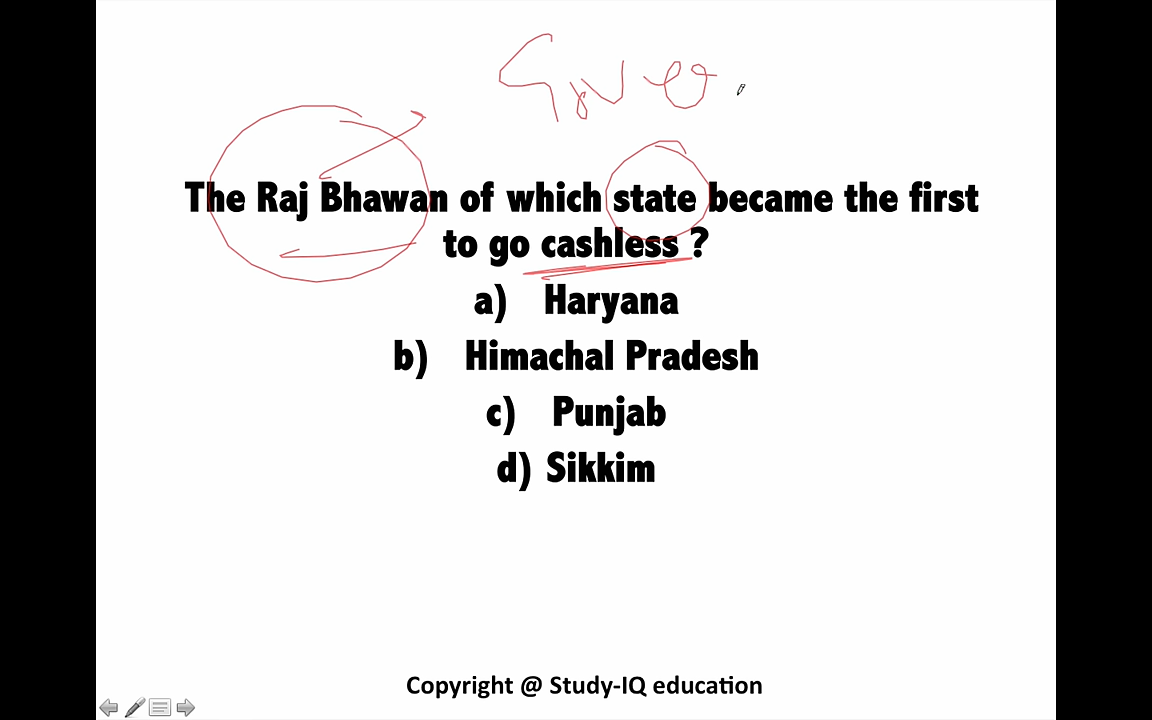 Gover
The Raj Bhawan of which state became the first
to go cashless ?
a) Haryana
b) Himachal Pradesh
c) Punjab
d) Sikkim
Copyright @ Study-IQ education